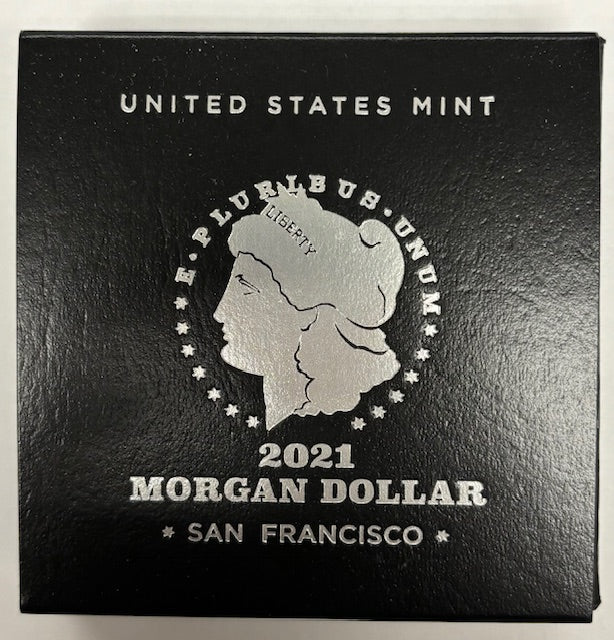 UNITED STATES MINT
E·PLURIBUS·UNUM
LIBERTY
2021
MORGAN DOLLAR
* SAN FRANCISCO *